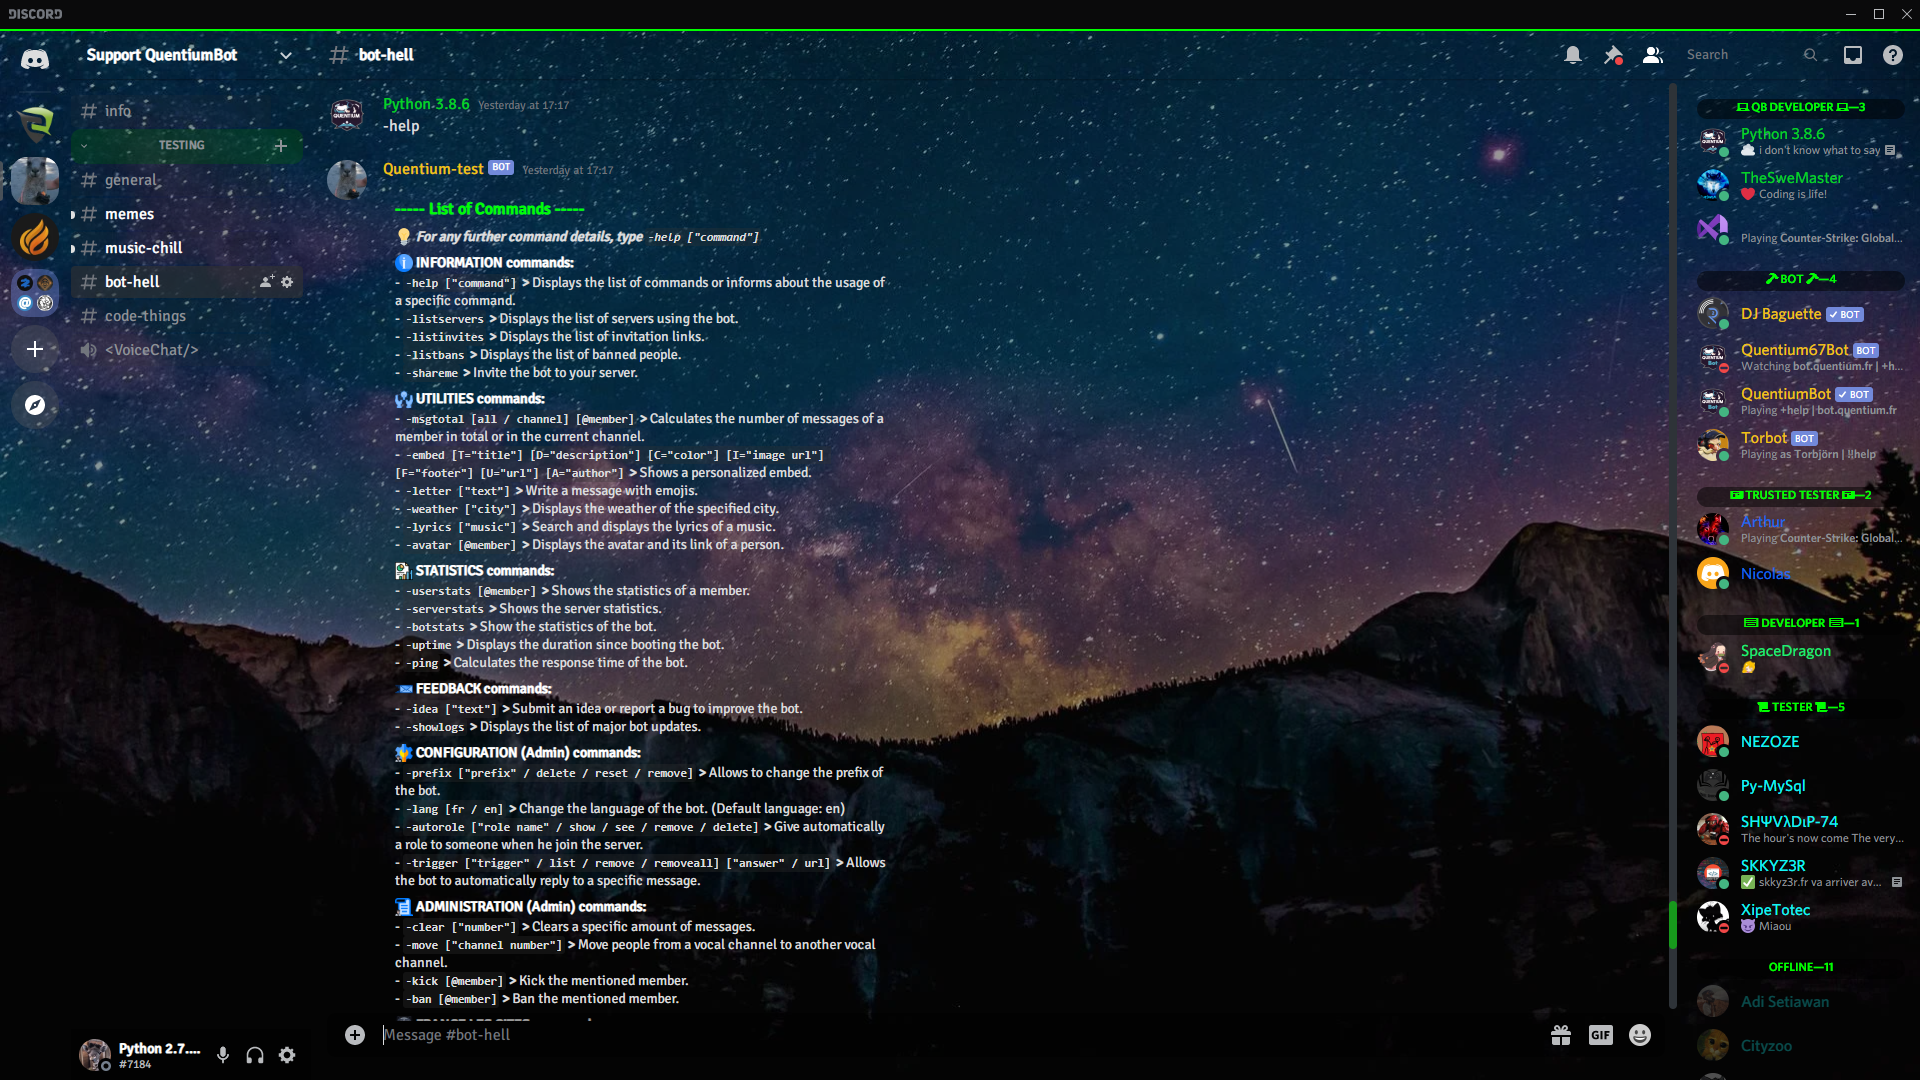 DISCORD
Support QuentiumBot
# bot-hell
Search
# info
TESTING
# general
# memes
# music-chill
# bot-hell
# code-things
<VoiceChat/>
Python 2.7....
#7184
Python 3.8.6 Yesterday at 17:17
-help
Quentium-test BOT Yesterday at 17:17
----- List of Commands -----
For any further command details, type -help ["command"]
INFORMATION commands:
- -help ["command"] > Displays the list of commands or informs about the usage of
a specific command.
- -listservers > Displays the list of servers using the bot.
- -listinvites > Displays the list of invitation links.
- -listbans > Displays the list of banned people.
- -shareme > Invite the bot to your server.
UTILITIES commands:
- -msgtotal [all / channel] [@member] > Calculates the number of messages of a
member in total or in the current channel.
- -embed [T="title"] [D="description"] [C="color"] [I="image url"]
[F="footer"] [U="url"] [A="author"] > Shows a personalized embed.
- -letter ["text"] > Write a message with emojis.
- -weather ["city"] > Displays the weather of the specified city.
- -lyrics ["music"] > Search and displays the lyrics of a music.
- -avatar [@member] > Displays the avatar and its link of a person.
STATISTICS commands:
- -userstats [@member] > Shows the statistics of a member.
- -serverstats > Shows the server statistics.
- -botstats > Show the statistics of the bot.
- -uptime > Displays the duration since booting the bot.
- -ping > Calculates the response time of the bot.
FEEDBACK commands:
- -idea ["text"] > Submit an idea or report a bug to improve the bot.
- -showlogs > Displays the list of major bot updates.
CONFIGURATION (Admin) commands:
- -prefix ["prefix" / delete / reset / remove] > Allows to change the prefix of
the bot.
- -lang [fr / en] > Change the language of the bot. (Default language: en)
- -autorole ["role name" / show / see / remove / delete] > Give automatically
a role to someone when he join the server.
- -trigger ["trigger" / list / remove / removeall] ["answer" / url] > Allows
the bot to automatically reply to a specific message.
ADMINISTRATION (Admin) commands:
- -clear ["number"] > Clears a specific amount of messages.
- -move ["channel number"] > Move people from a vocal channel to another vocal
channel.
- -kick [@member] > Kick the mentioned member.
- -ban [@member] > Ban the mentioned member.
Message #bot-hell
GIF
QB DEVELOPER—3
Python 3.8.6
i don't know what to say
TheSweMaster
Coding is life!
Playing Counter-Strike: Global...
BOT—4
DJ Baguette BOT
Quentium67Bot BOT
Watching bot.quentium.fr | +h...
QuentiumBot BOT
Playing +help | bot.quentium.fr
Torbot BOT
Playing as Torbjörn | !!help
TRUSTED TESTER—2
Arthur
Playing Counter-Strike: Global...
Nicolas
DEVELOPER—1
SpaceDragon
TESTER—5
NEZOZE
Py-MySql
SHΨVλDιP-74
The hour's now come The very...
SKKYZ3R
skkyz3r.fr va arriver av...
XipeTotec
Miaou
OFFLINE—11
Adi Setiawan
Cityzoo